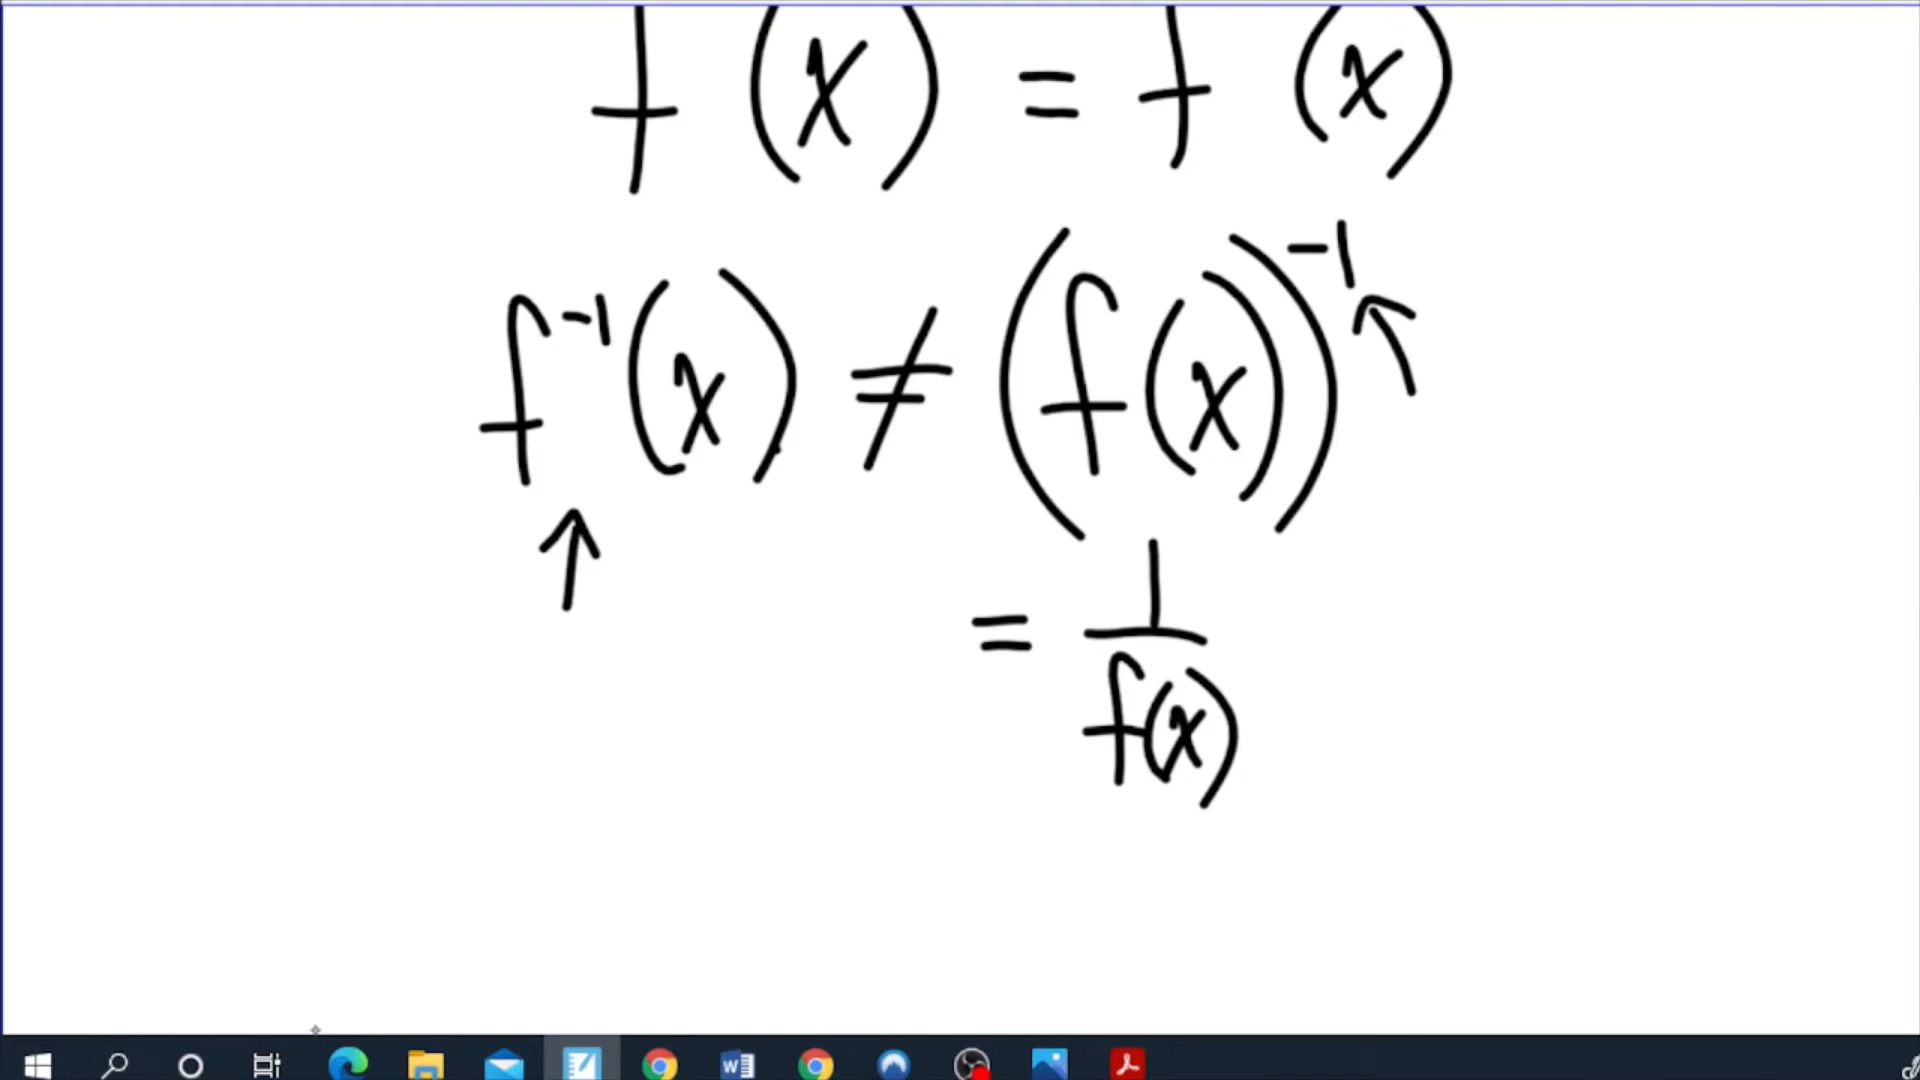 f (x) = f (x)
f⁻¹(x) ≠ (f(x))⁻¹
= 1/f(x)